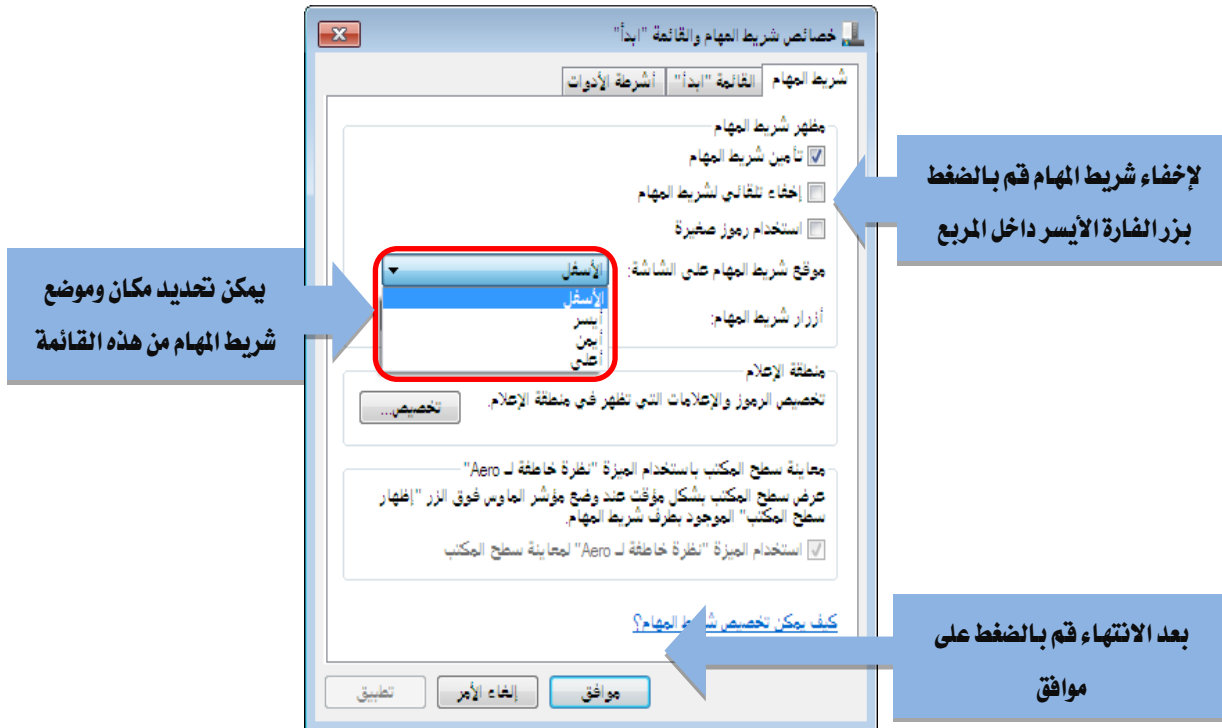 خصائص شريط المهام والقائمة "ابدأ"
شريط المهام
القائمة "ابدأ"
أشرطة الأدوات
مظهر شريط المهام
تأمين شريط المهام
إخفاء تلقائي لشريط المهام
استخدام رموز صغيرة
موقع شريط المهام على الشاشة:
الأسفل
الأسفل
أيسر
أيمن
أعلى
أزرار شريط المهام:
منطقة الإعلام
تخصيص الرموز والإعلامات التي تظهر في منطقة الإعلام.
تخصيص...
معاينة سطح المكتب باستخدام الميزة "نظرة خاطفة لـ Aero"
عرض سطح المكتب بشكل مؤقت عند وضع مؤشر الماوس فوق الزر "إظهار
سطح المكتب" الموجود بطرف شريط المهام.
استخدام الميزة "نظرة خاطفة لـ Aero" لمعاينة سطح المكتب
كيف يمكن تخصيص شريط المهام؟
موافق
إلغاء الأمر
تطبيق
لإخفاء شريط المهام قم بالضغط
بزر الفارة الأيسر داخل المربع
يمكن تحديد مكان وموضع
شريط المهام من هذه القائمة
بعد الانتهاء قم بالضغط على
موافق